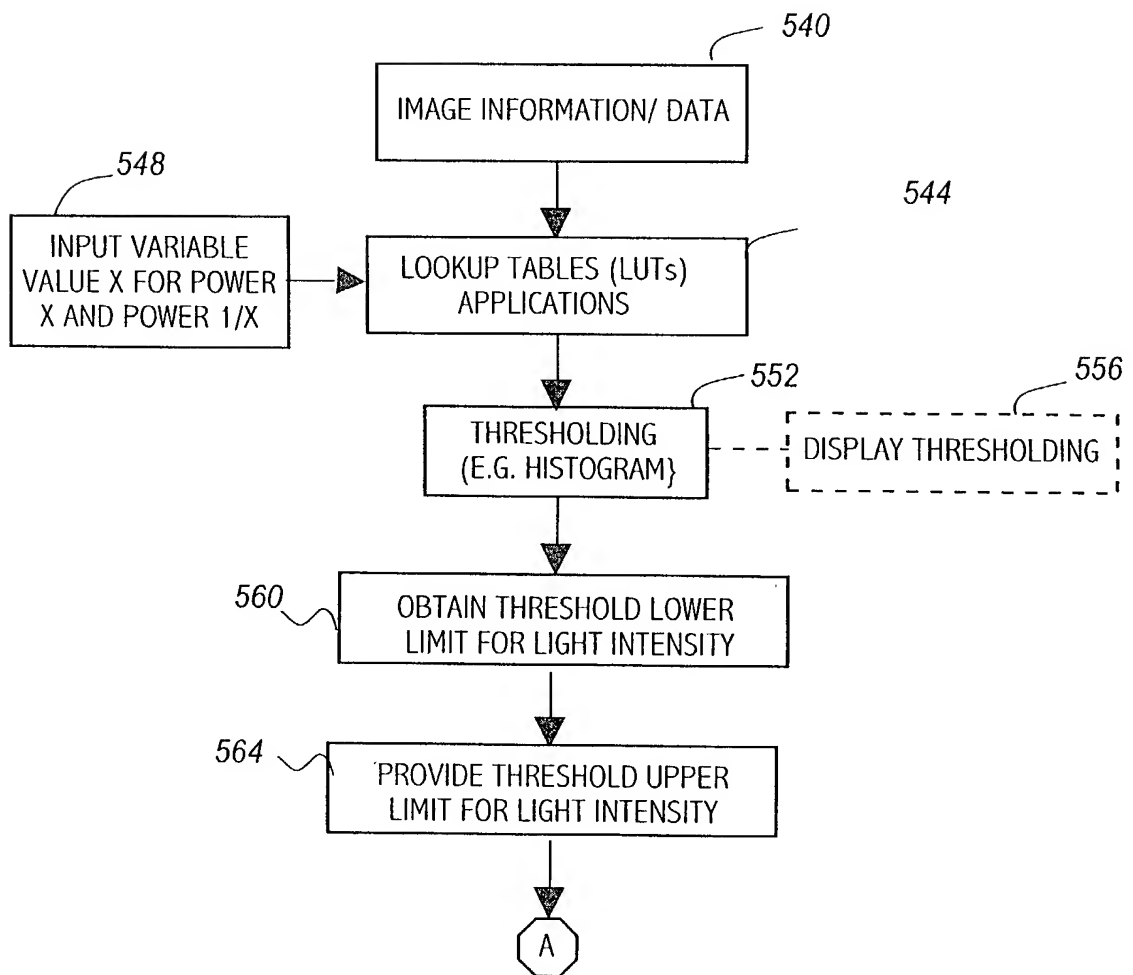 540
IMAGE INFORMATION/ DATA
548
544
INPUT VARIABLE
VALUE X FOR POWER
X AND POWER 1/X
LOOKUP TABLES (LUTs)
APPLICATIONS
552
556
THRESHOLDING
(E.G. HISTOGRAM}
DISPLAY THRESHOLDING
560
OBTAIN THRESHOLD LOWER
LIMIT FOR LIGHT INTENSITY
564
PROVIDE THRESHOLD UPPER
LIMIT FOR LIGHT INTENSITY
A